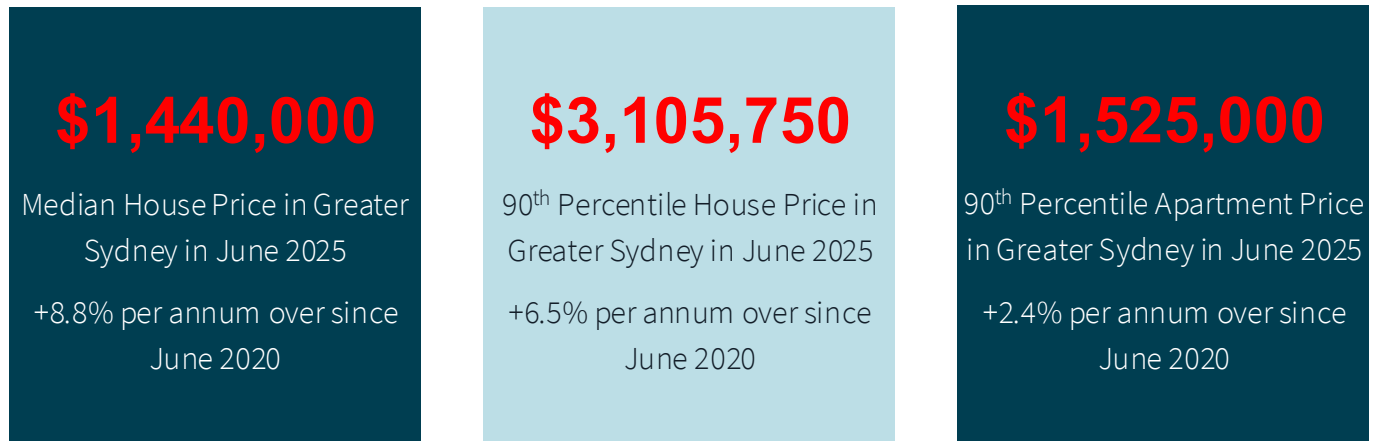 $1,440,000
Median House Price in Greater
Sydney in June 2025
+8.8% per annum over since
June 2020
$3,105,750
90th Percentile House Price in
Greater Sydney in June 2025
+6.5% per annum over since
June 2020
$1,525,000
90th Percentile Apartment Price
in Greater Sydney in June 2025
+2.4% per annum over since
June 2020